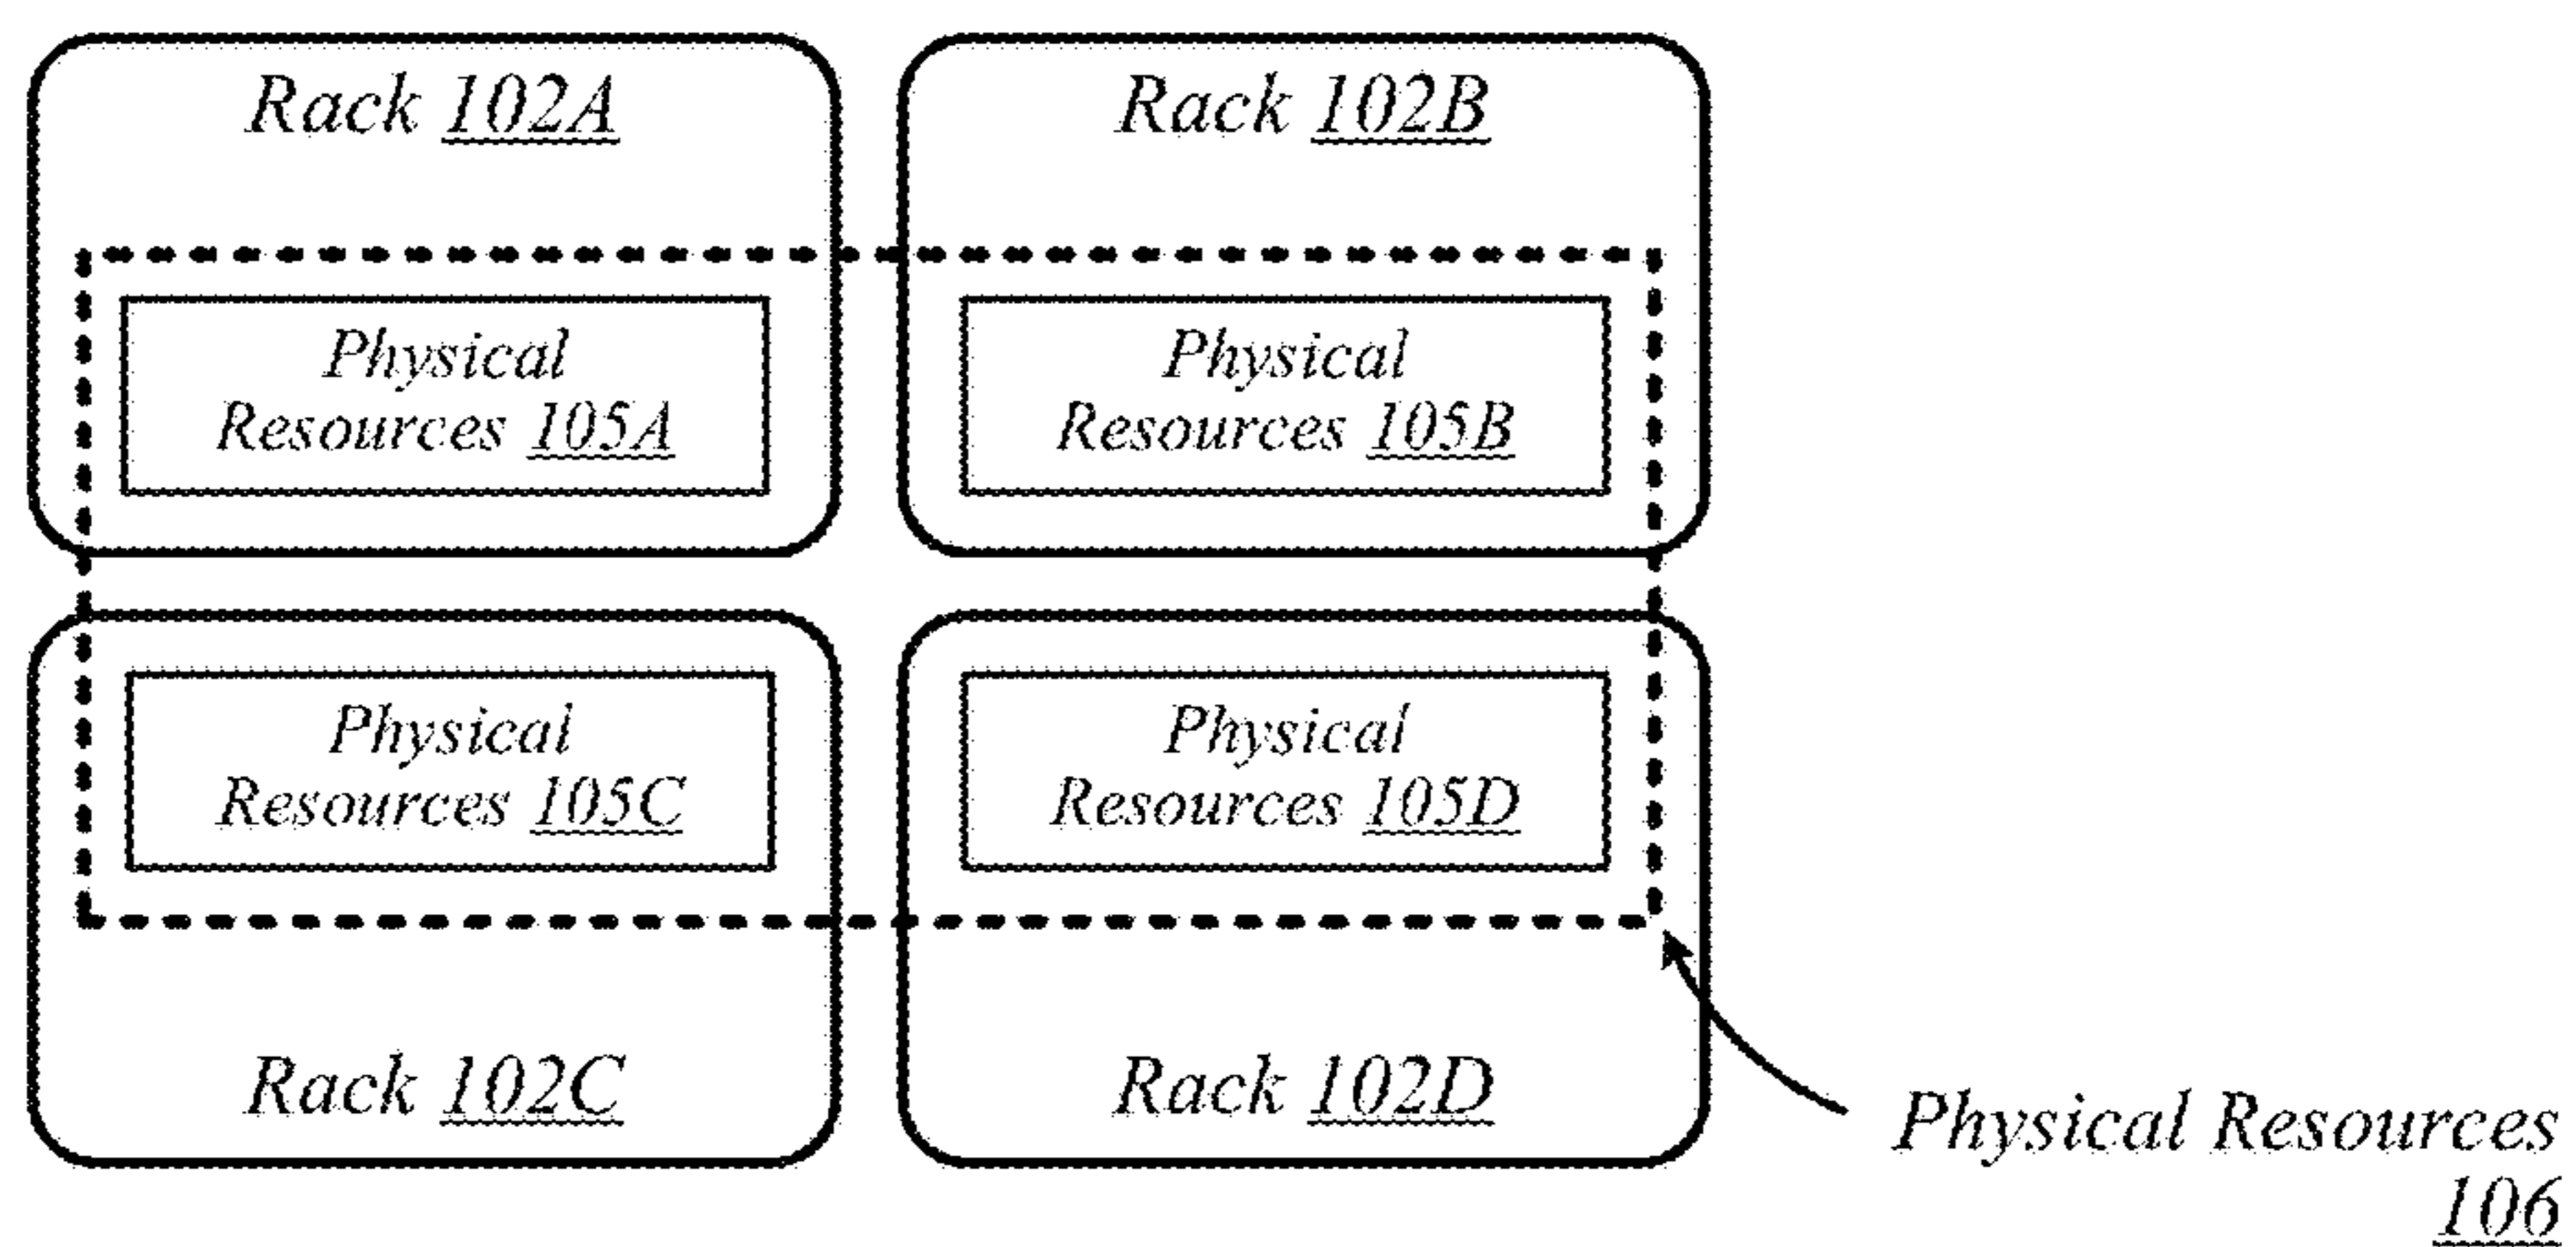 Rack 102A
Rack 102B
Physical
Resources 105A
Physical
Resources 105B
Physical
Resources 105C
Physical
Resources 105D
Rack 102C
Rack 102D
Physical Resources
106